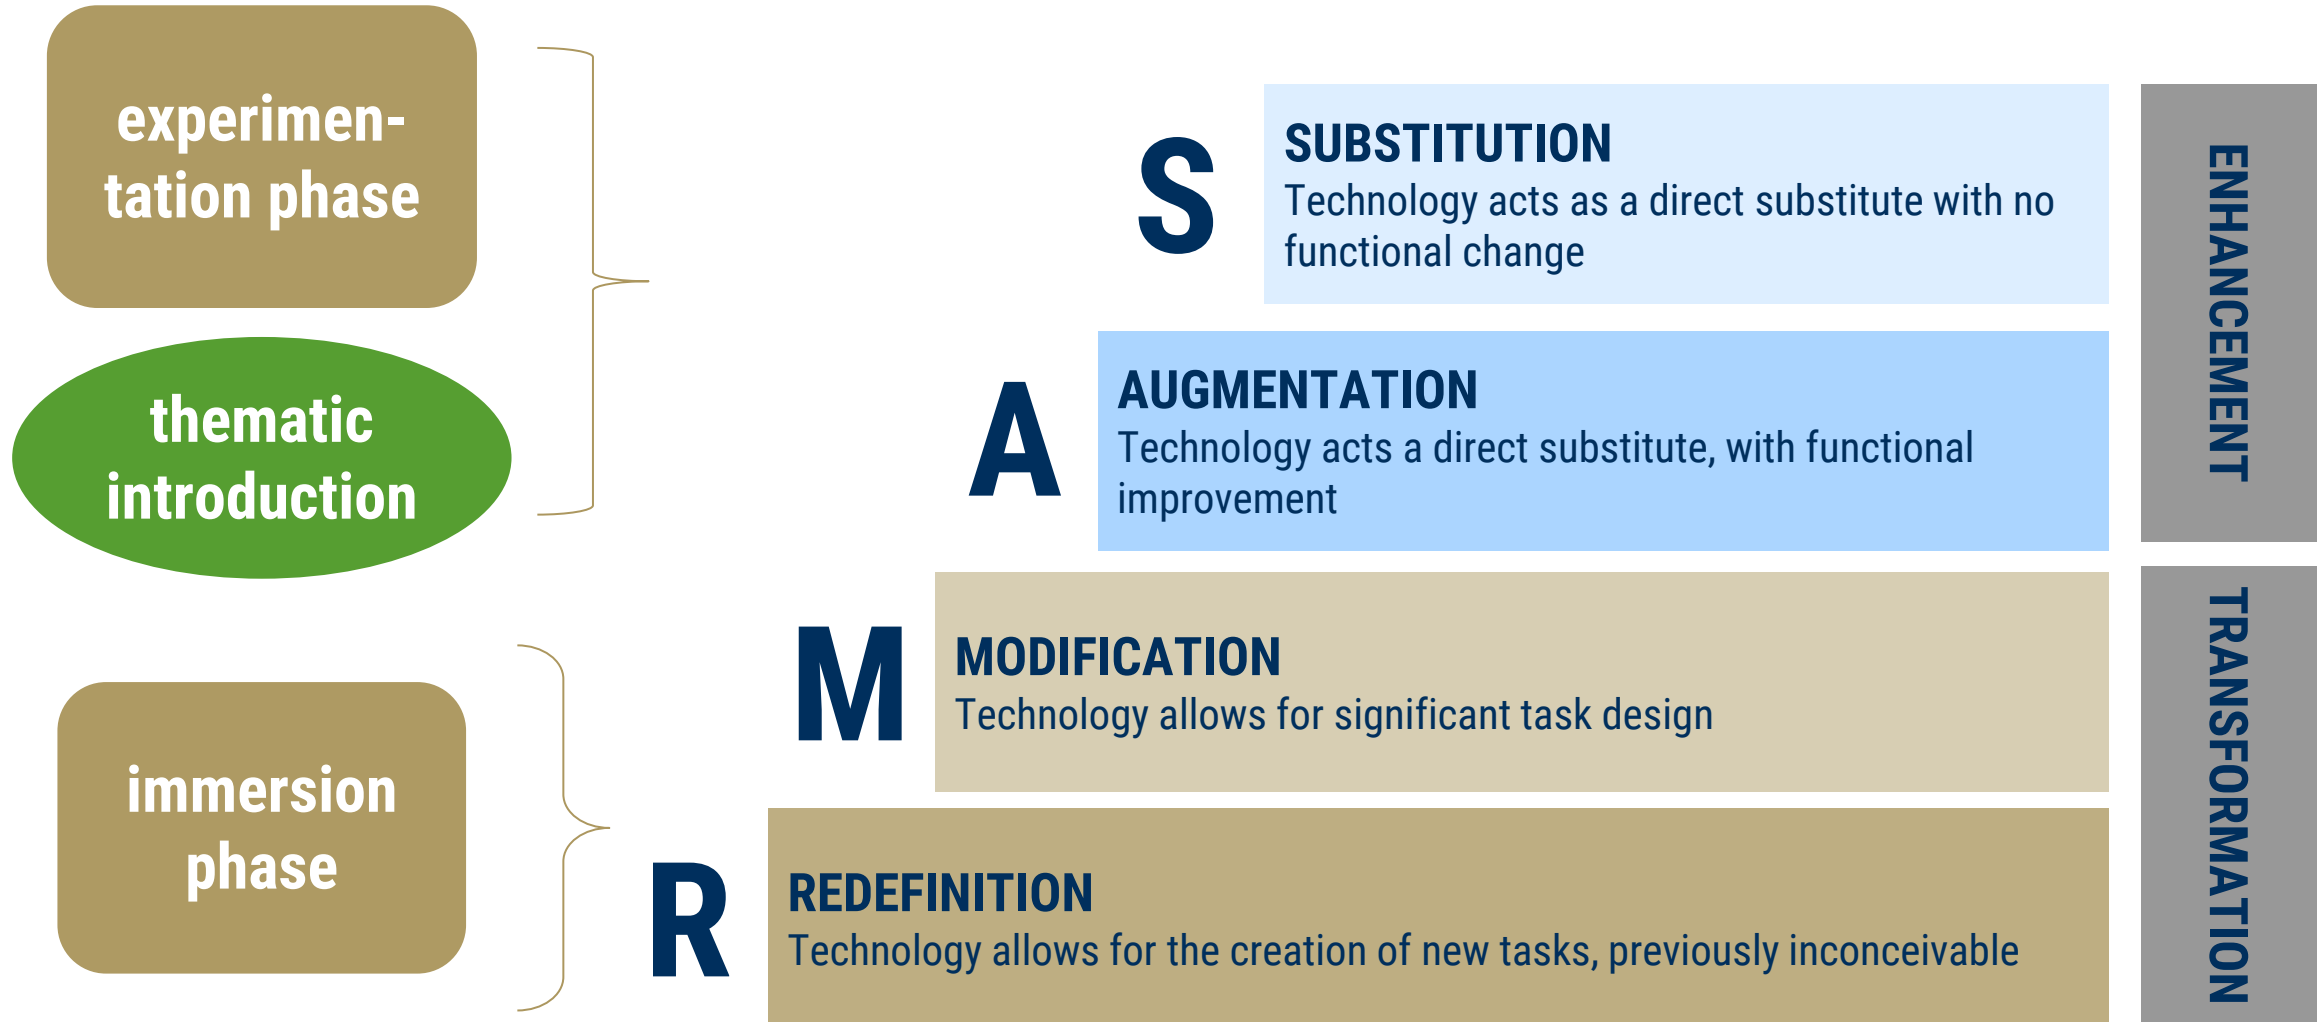 experimen-
tation phase
thematic
introduction
immersion
phase
S
SUBSTITUTION
Technology acts as a direct substitute with no
functional change
A
AUGMENTATION
Technology acts a direct substitute, with functional
improvement
M
MODIFICATION
Technology allows for significant task design
R
REDEFINITION
Technology allows for the creation of new tasks, previously inconceivable
ENHANCEMENT
TRANSFORMATION